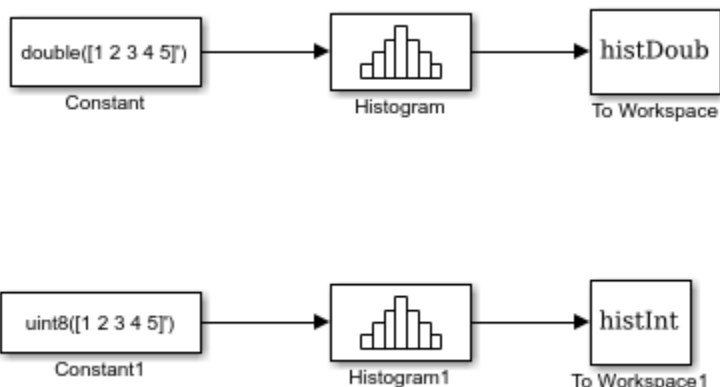 double([1 2 3 4 5]')
histDoub
Constant
Histogram
To Workspace
uint8([1 2 3 4 5]')
histInt
Constant1
Histogram1
To Workspace1